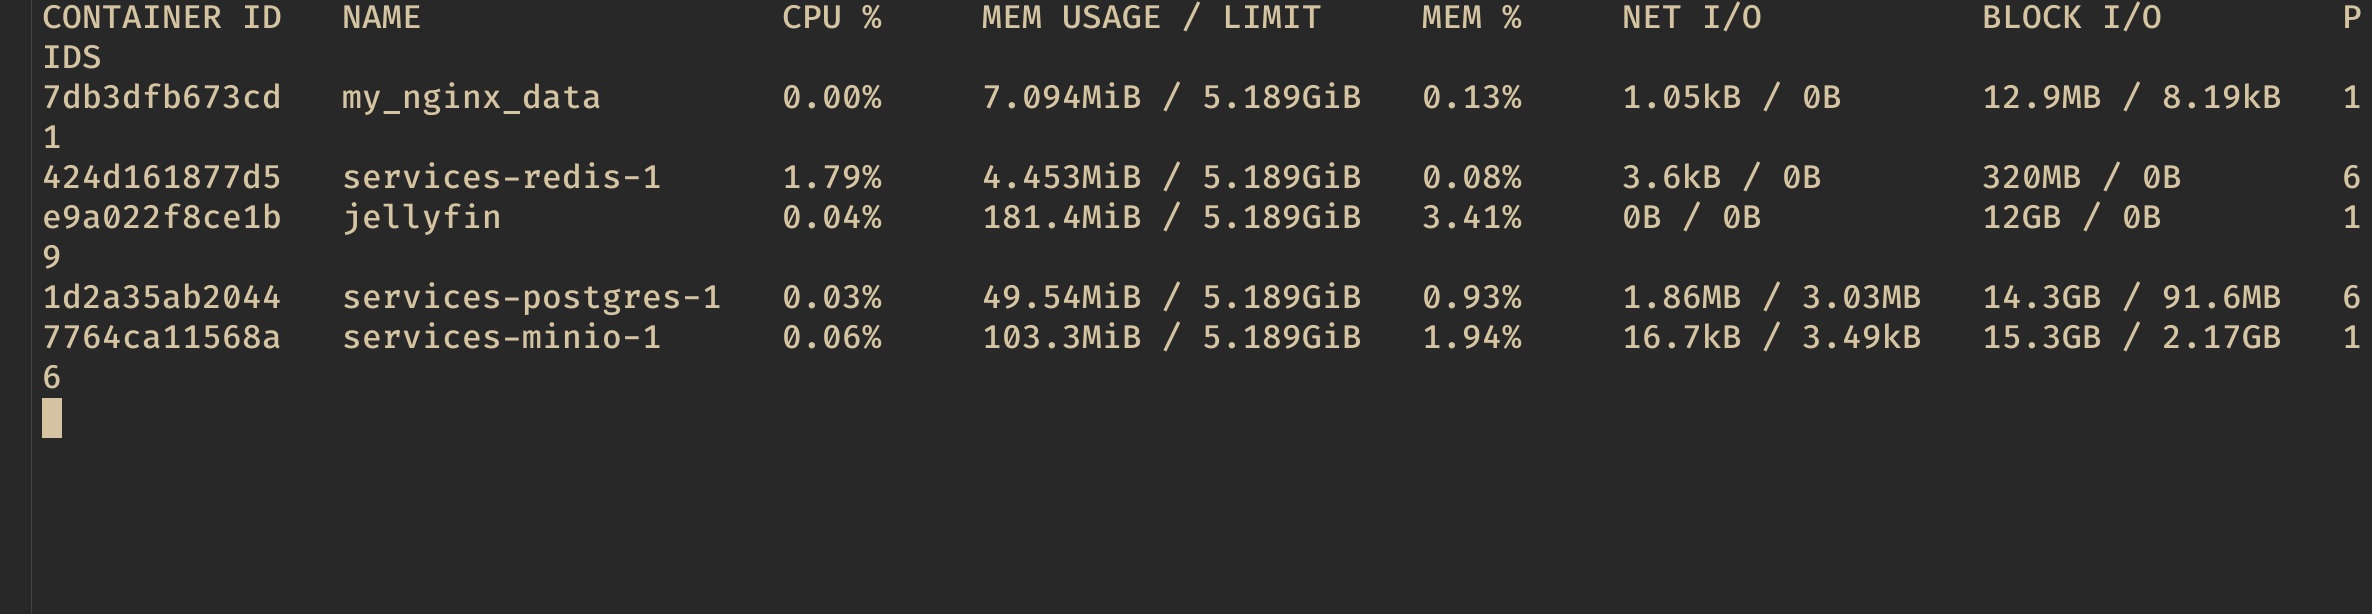 CONTAINER ID   NAME                  CPU %     MEM USAGE / LIMIT     MEM %     NET I/O           BLOCK I/O         P
IDS
7db3dfb673cd   my_nginx_data         0.00%     7.094MiB / 5.189GiB   0.13%     1.05kB / 0B       12.9MB / 8.19kB   1
1
424d161877d5   services-redis-1      1.79%     4.453MiB / 5.189GiB   0.08%     3.6kB / 0B        320MB / 0B        6
e9a022f8ce1b   jellyfin              0.04%     181.4MiB / 5.189GiB   3.41%     0B / 0B           12GB / 0B         1
9
1d2a35ab2044   services-postgres-1   0.03%     49.54MiB / 5.189GiB   0.93%     1.86MB / 3.03MB   14.3GB / 91.6MB   6
7764ca11568a   services-minio-1      0.06%     103.3MiB / 5.189GiB   1.94%     16.7kB / 3.49kB   15.3GB / 2.17GB   1
6